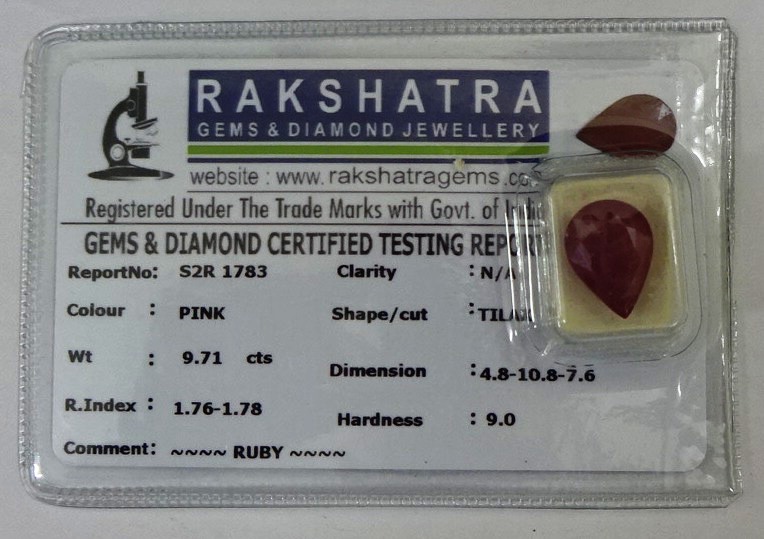 RAKSHATRA
GEMS & DIAMOND JEWELLERY
website : www.rakshatragems.co
Registered Under The Trade Marks with Govt. of India
GEMS & DIAMOND CERTIFIED TESTING REPORT
ReportNo: S2R 1783 Clarity : N/A
Colour : PINK Shape/cut :
Wt : 9.71 cts Dimension : 4.8-10.8-7.6
R.Index : 1.76-1.78 Hardness : 9.0
Comment: ~~~~ RUBY ~~~~